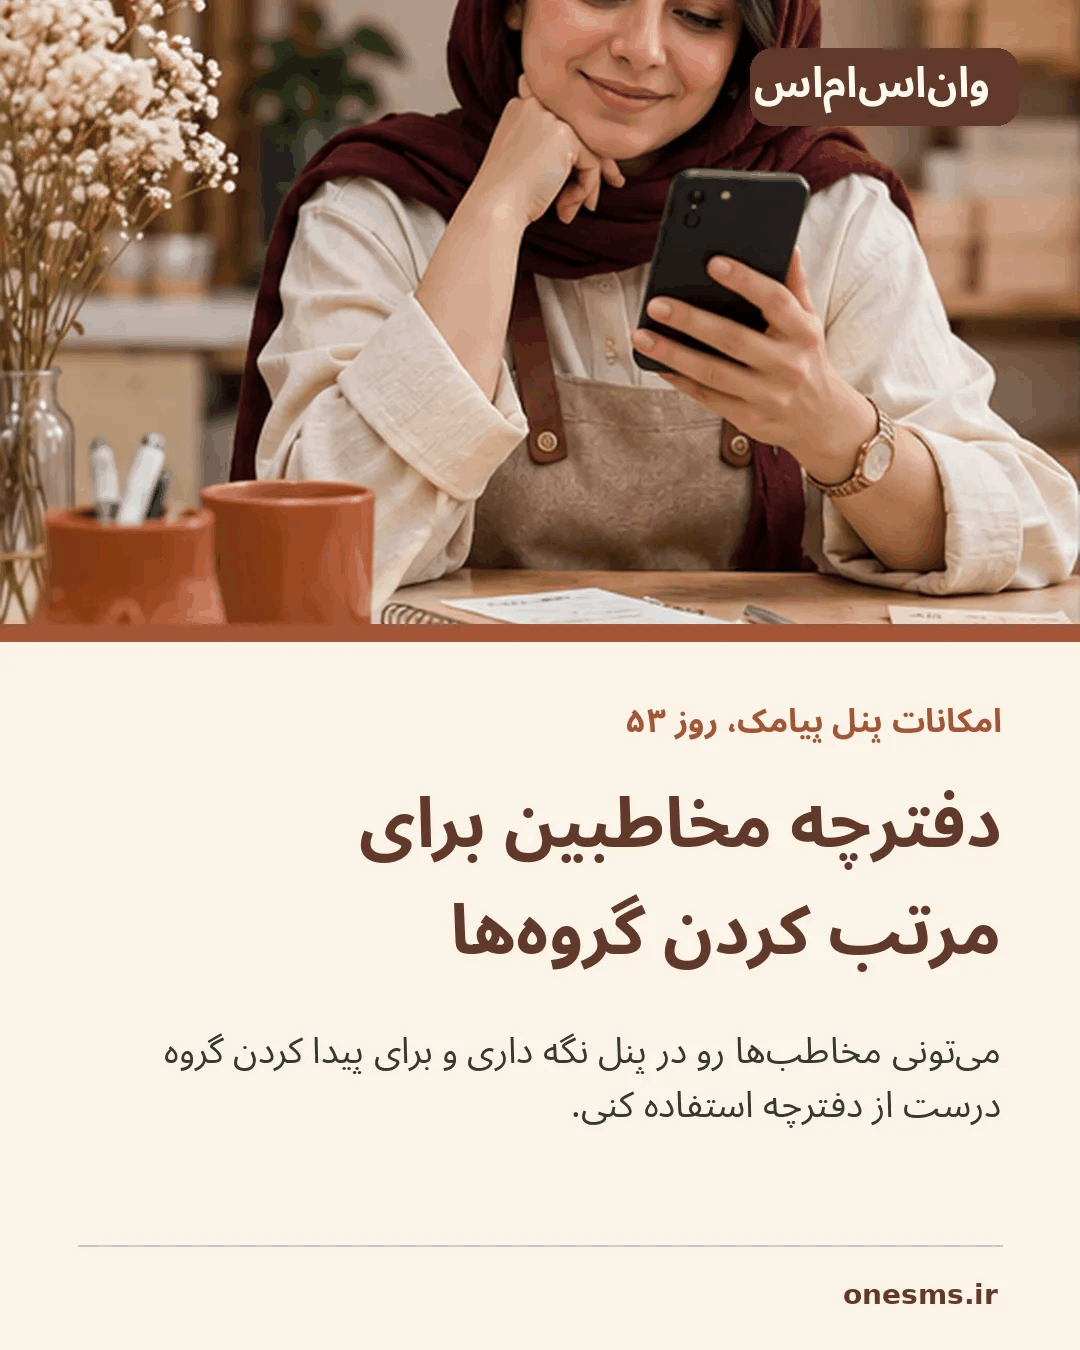 وان‌اس‌ام‌اس
امکانات پنل پیامک، روز ۵۳
دفترچه مخاطبین برای
مرتب کردن گروه‌ها
می‌تونی مخاطب‌ها رو در پنل نگه داری و برای پیدا کردن گروه
درست از دفترچه استفاده کنی.
onesms.ir